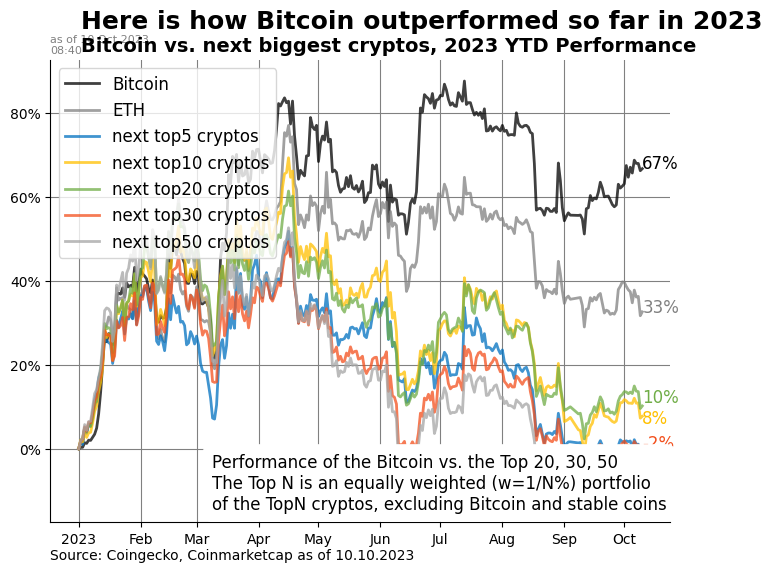 Here is how Bitcoin outperformed so far in 2023
as of 10 Oct 2023
08:40
Bitcoin vs. next biggest cryptos, 2023 YTD Performance
Bitcoin
ETH
next top5 cryptos
next top10 cryptos
next top20 cryptos
next top30 cryptos
next top50 cryptos
80%
60%
40%
20%
0%
67%
33%
10%
8%
-2%
Performance of the Bitcoin vs. the Top 20, 30, 50
The Top N is an equally weighted (w=1/N%) portfolio
of the TopN cryptos, excluding Bitcoin and stable coins
2023 Feb Mar Apr May Jun Jul Aug Sep Oct
Source: Coingecko, Coinmarketcap as of 10.10.2023